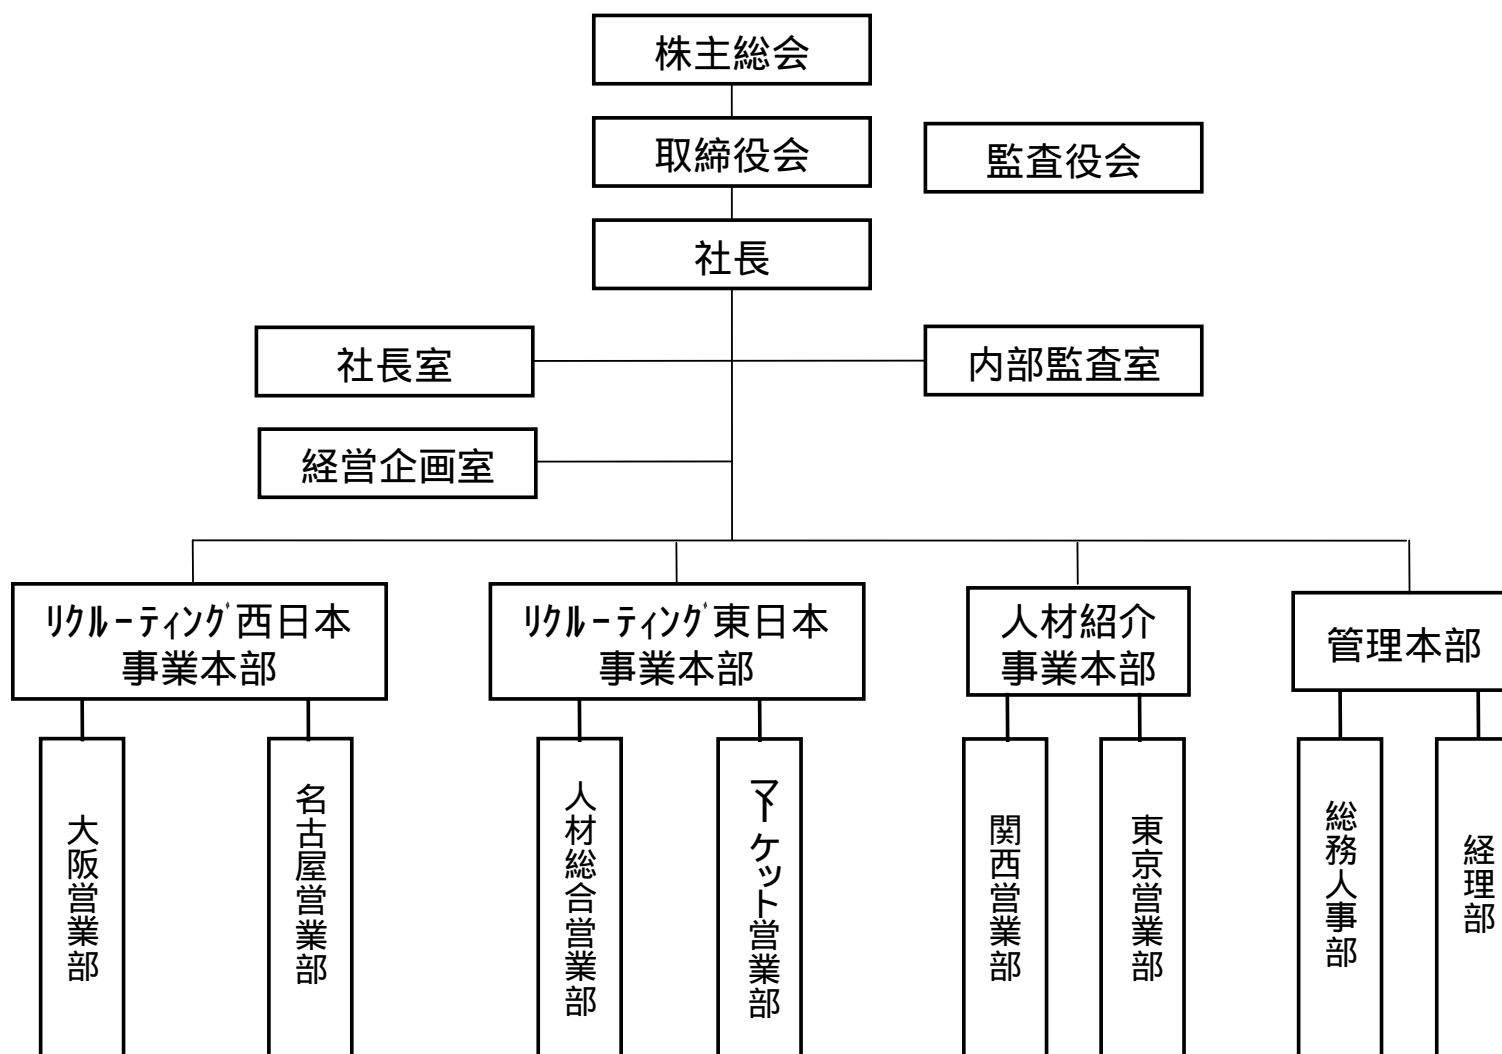 株主総会
取締役会
監査役会
社長
社長室
内部監査室
経営企画室
ﾘｸﾙｰﾃｨﾝｸﾞ西日本
事業本部
ﾘｸﾙｰﾃｨﾝｸﾞ東日本
事業本部
人材紹介
事業本部
管理本部
大阪営業部
名古屋営業部
人材総合営業部
マーケット営業部
関西営業部
東京営業部
総務人事部
経理部